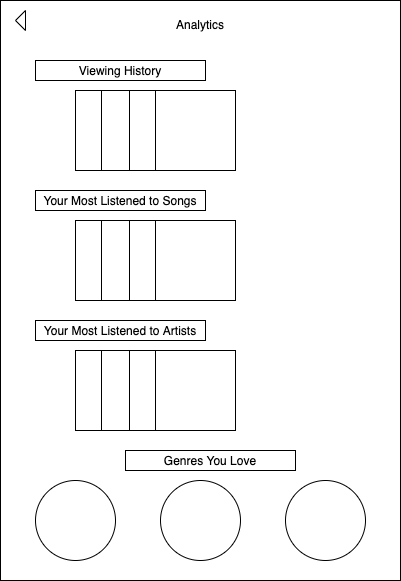 Analytics
Viewing History
Your Most Listened to Songs
Your Most Listened to Artists
Genres You Love